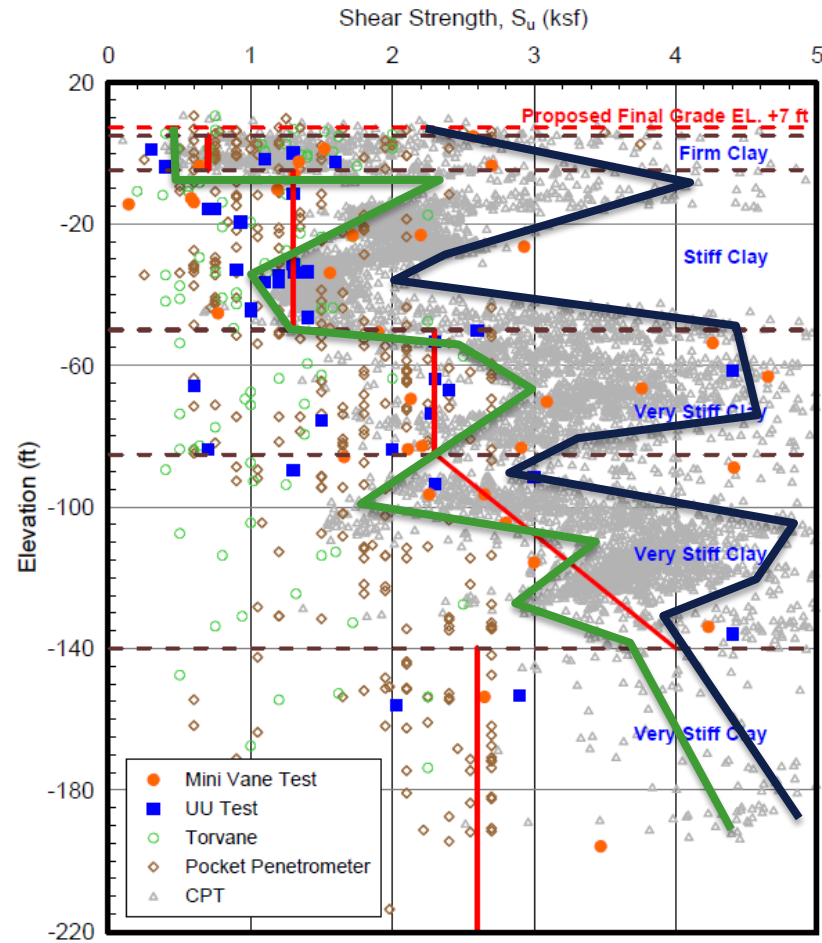 Shear Strength, Su (ksf)
0 1 2 3 4 5
20
Proposed Final Grade EL. +7 ft
Firm Clay
-20
Stiff Clay
-60
Very Stiff Clay
Elevation (ft)
-100
Very Stiff Clay
-140
Very Stiff Clay
-180
Mini Vane Test
UU Test
Torvane
Pocket Penetrometer
CPT
-220